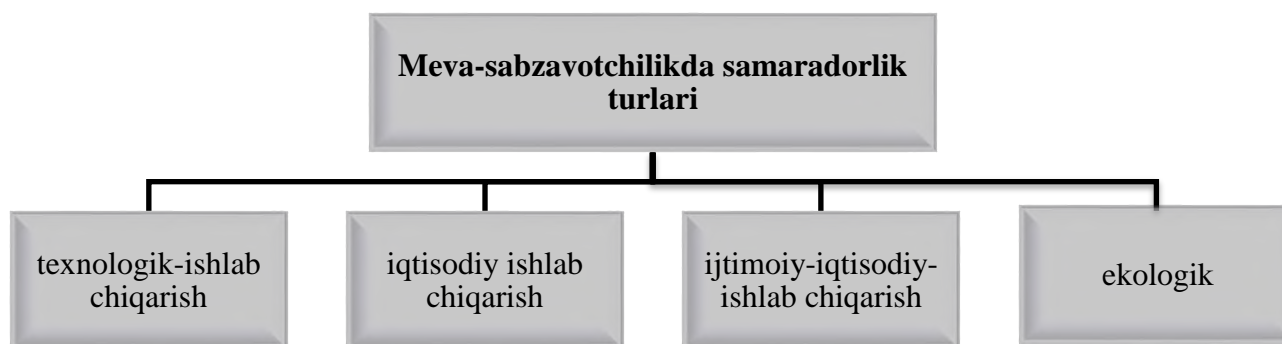 Meva-sabzavotchilikda samaradorlik
turlari
texnologik-ishlab
chiqarish
iqtisodiy ishlab
chiqarish
ijtimoiy-iqtisodiy-
ishlab chiqarish
ekologik